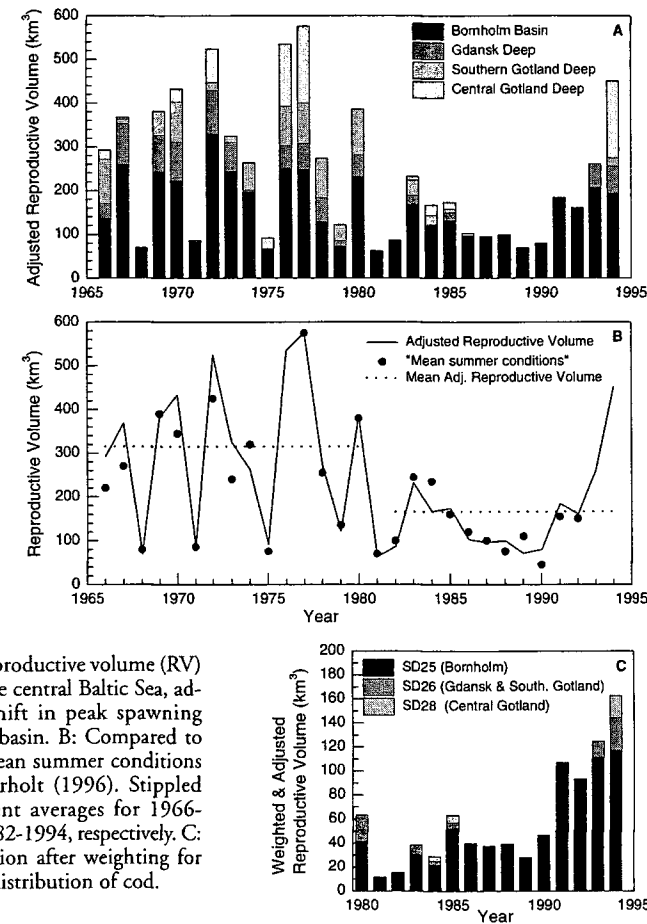 600
500
400
300
200
100
0
Adjusted Reproductive Volume (km³)
A
Bornholm Basin
Gdansk Deep
Southern Gotland Deep
Central Gotland Deep
1965 1970 1975 1980 1985 1990 1995
600
500
400
300
200
100
0
Reproductive Volume (km³)
B
Adjusted Reproductive Volume
"Mean summer conditions"
Mean Adj. Reproductive Volume
1965 1970 1975 1980 1985 1990 1995
Year
roductive volume (RV)
e central Baltic Sea, ad-
ift in peak spawning
basin. B: Compared to
ean summer conditions
rholt (1996). Stippled
nt averages for 1966-
82-1994, respectively. C:
ion after weighting for
istribution of cod.
200
180
160
140
120
100
80
60
40
20
0
Weighted & Adjusted
Reproductive Volume (km³)
C
SD25 (Bornholm)
SD26 (Gdansk & South. Gotland)
SD28 (Central Gotland)
1980 1985 1990 1995
Year